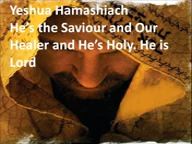 Yeshua Hamashiach
He's the Saviour and Our
Healer and He's Holy. He is
Lord